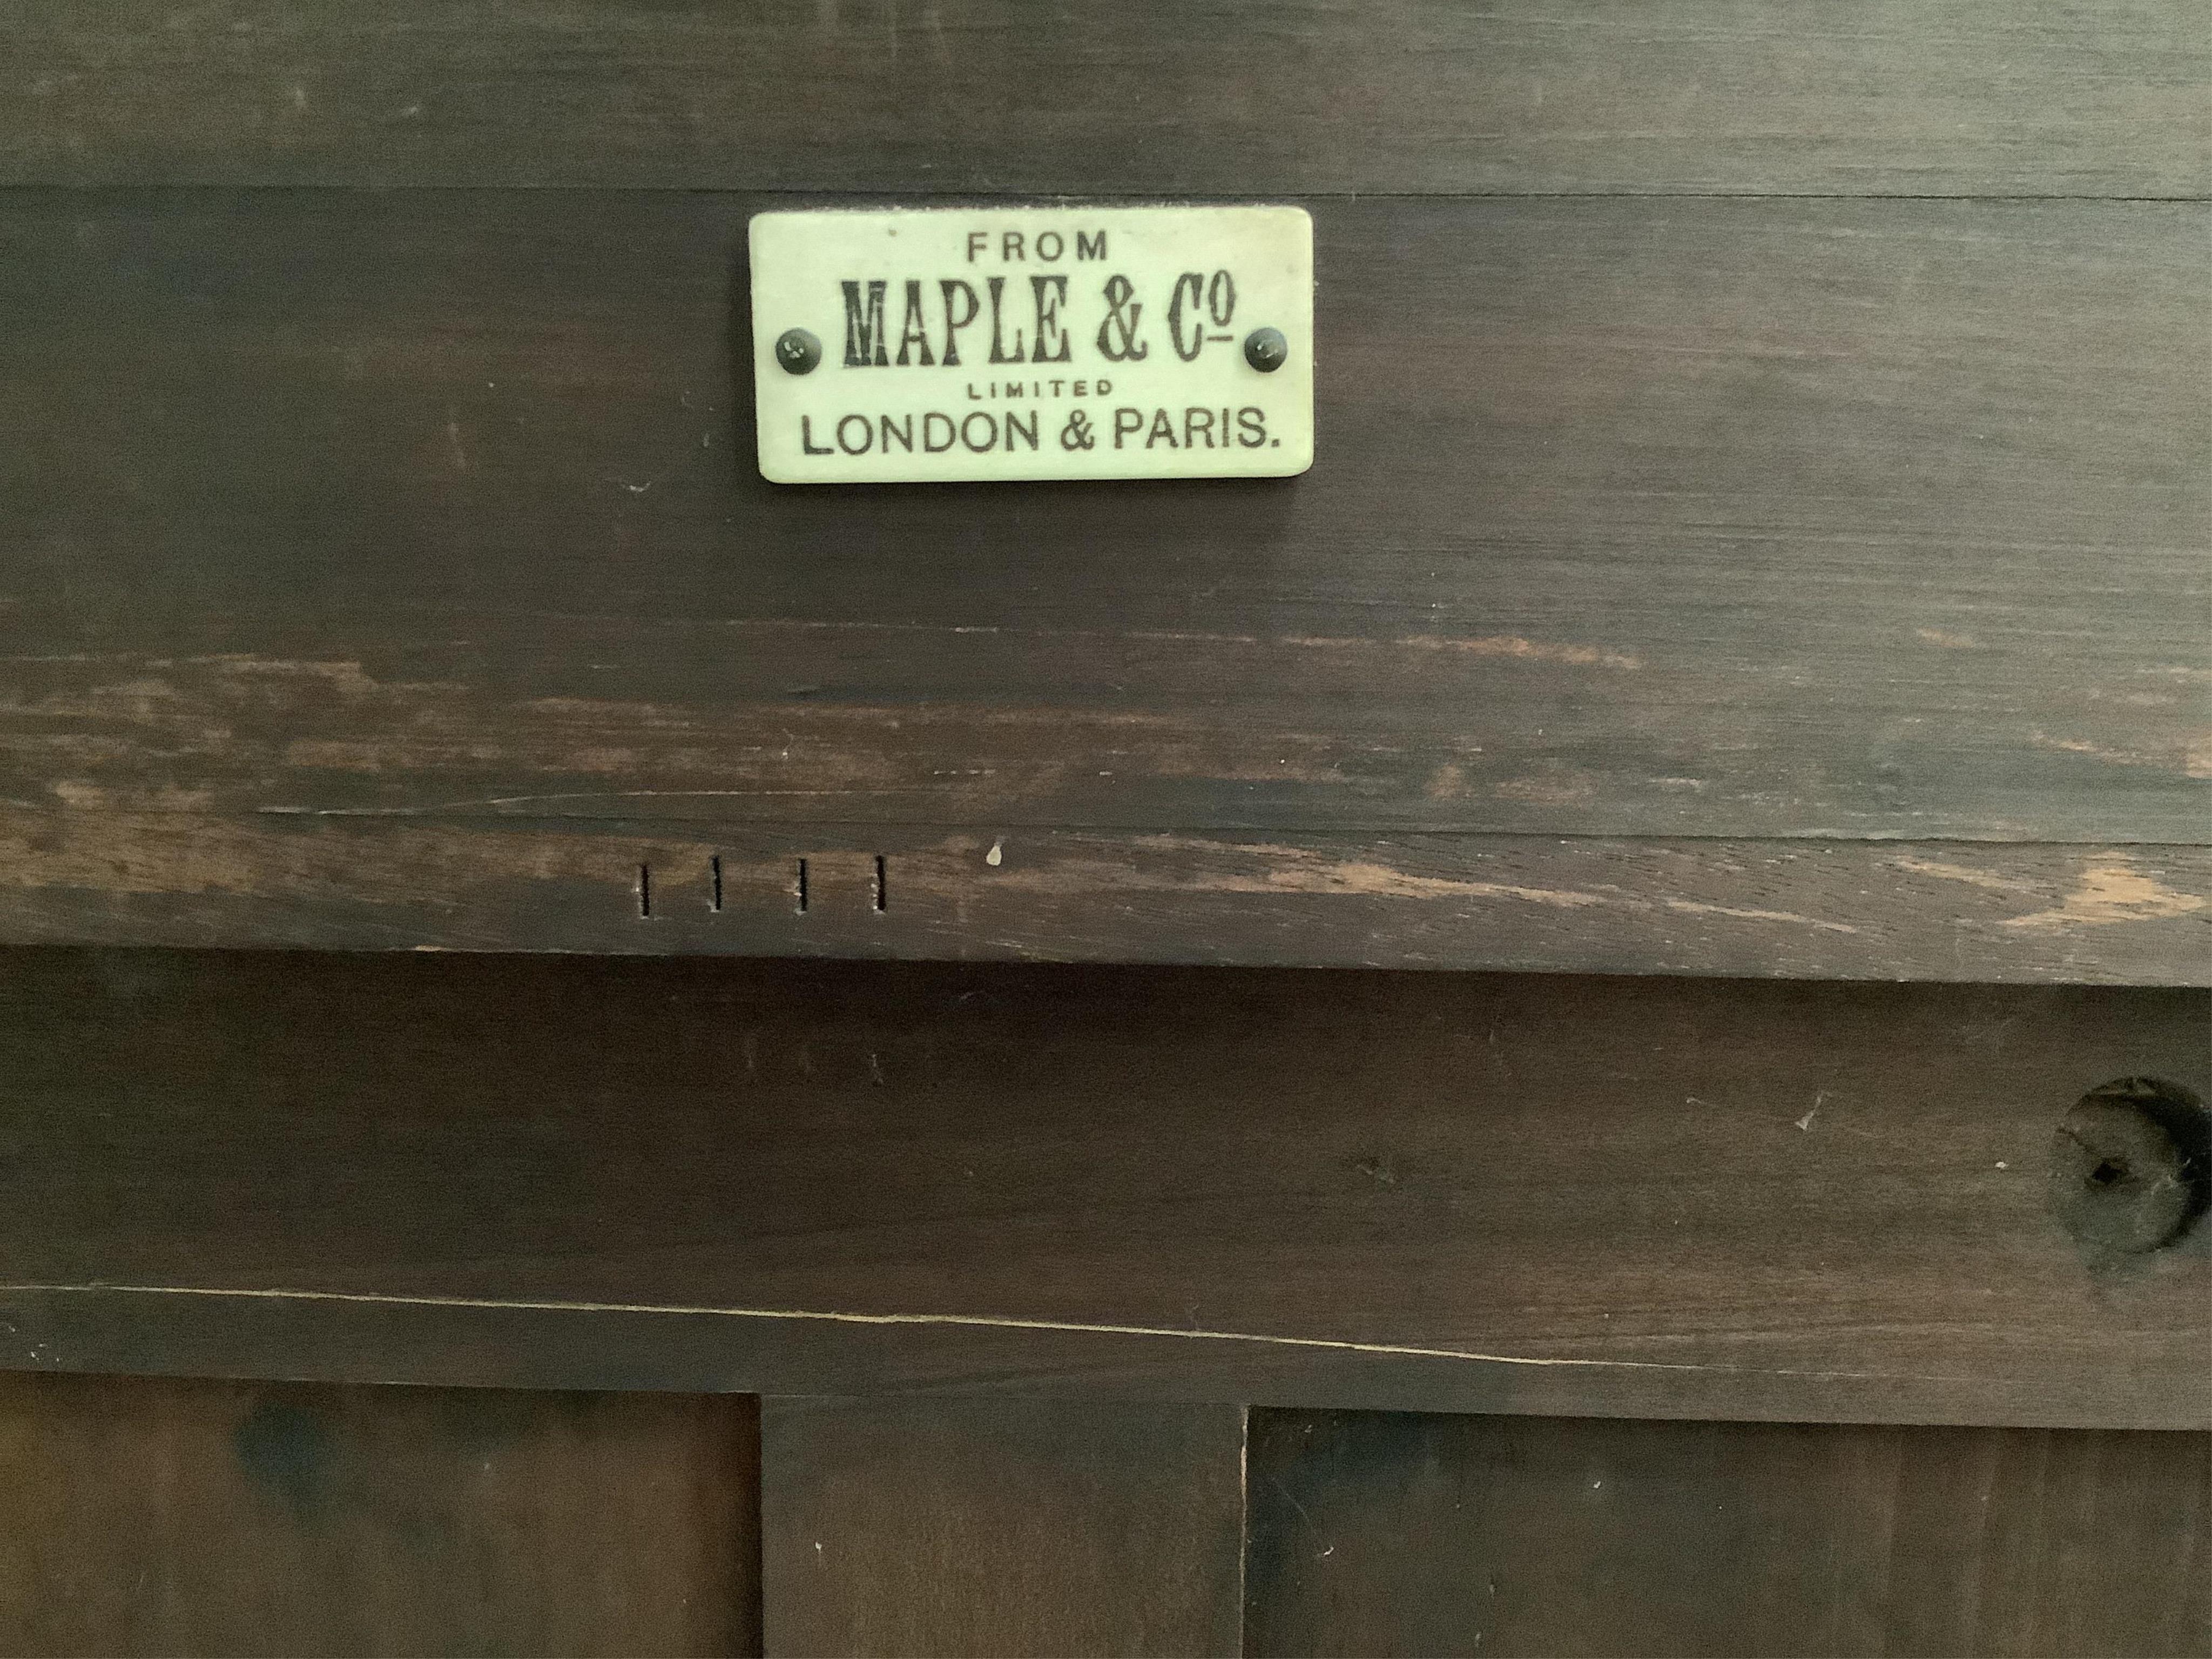 FROM
MAPLE & Co
LIMITED
LONDON & PARIS.